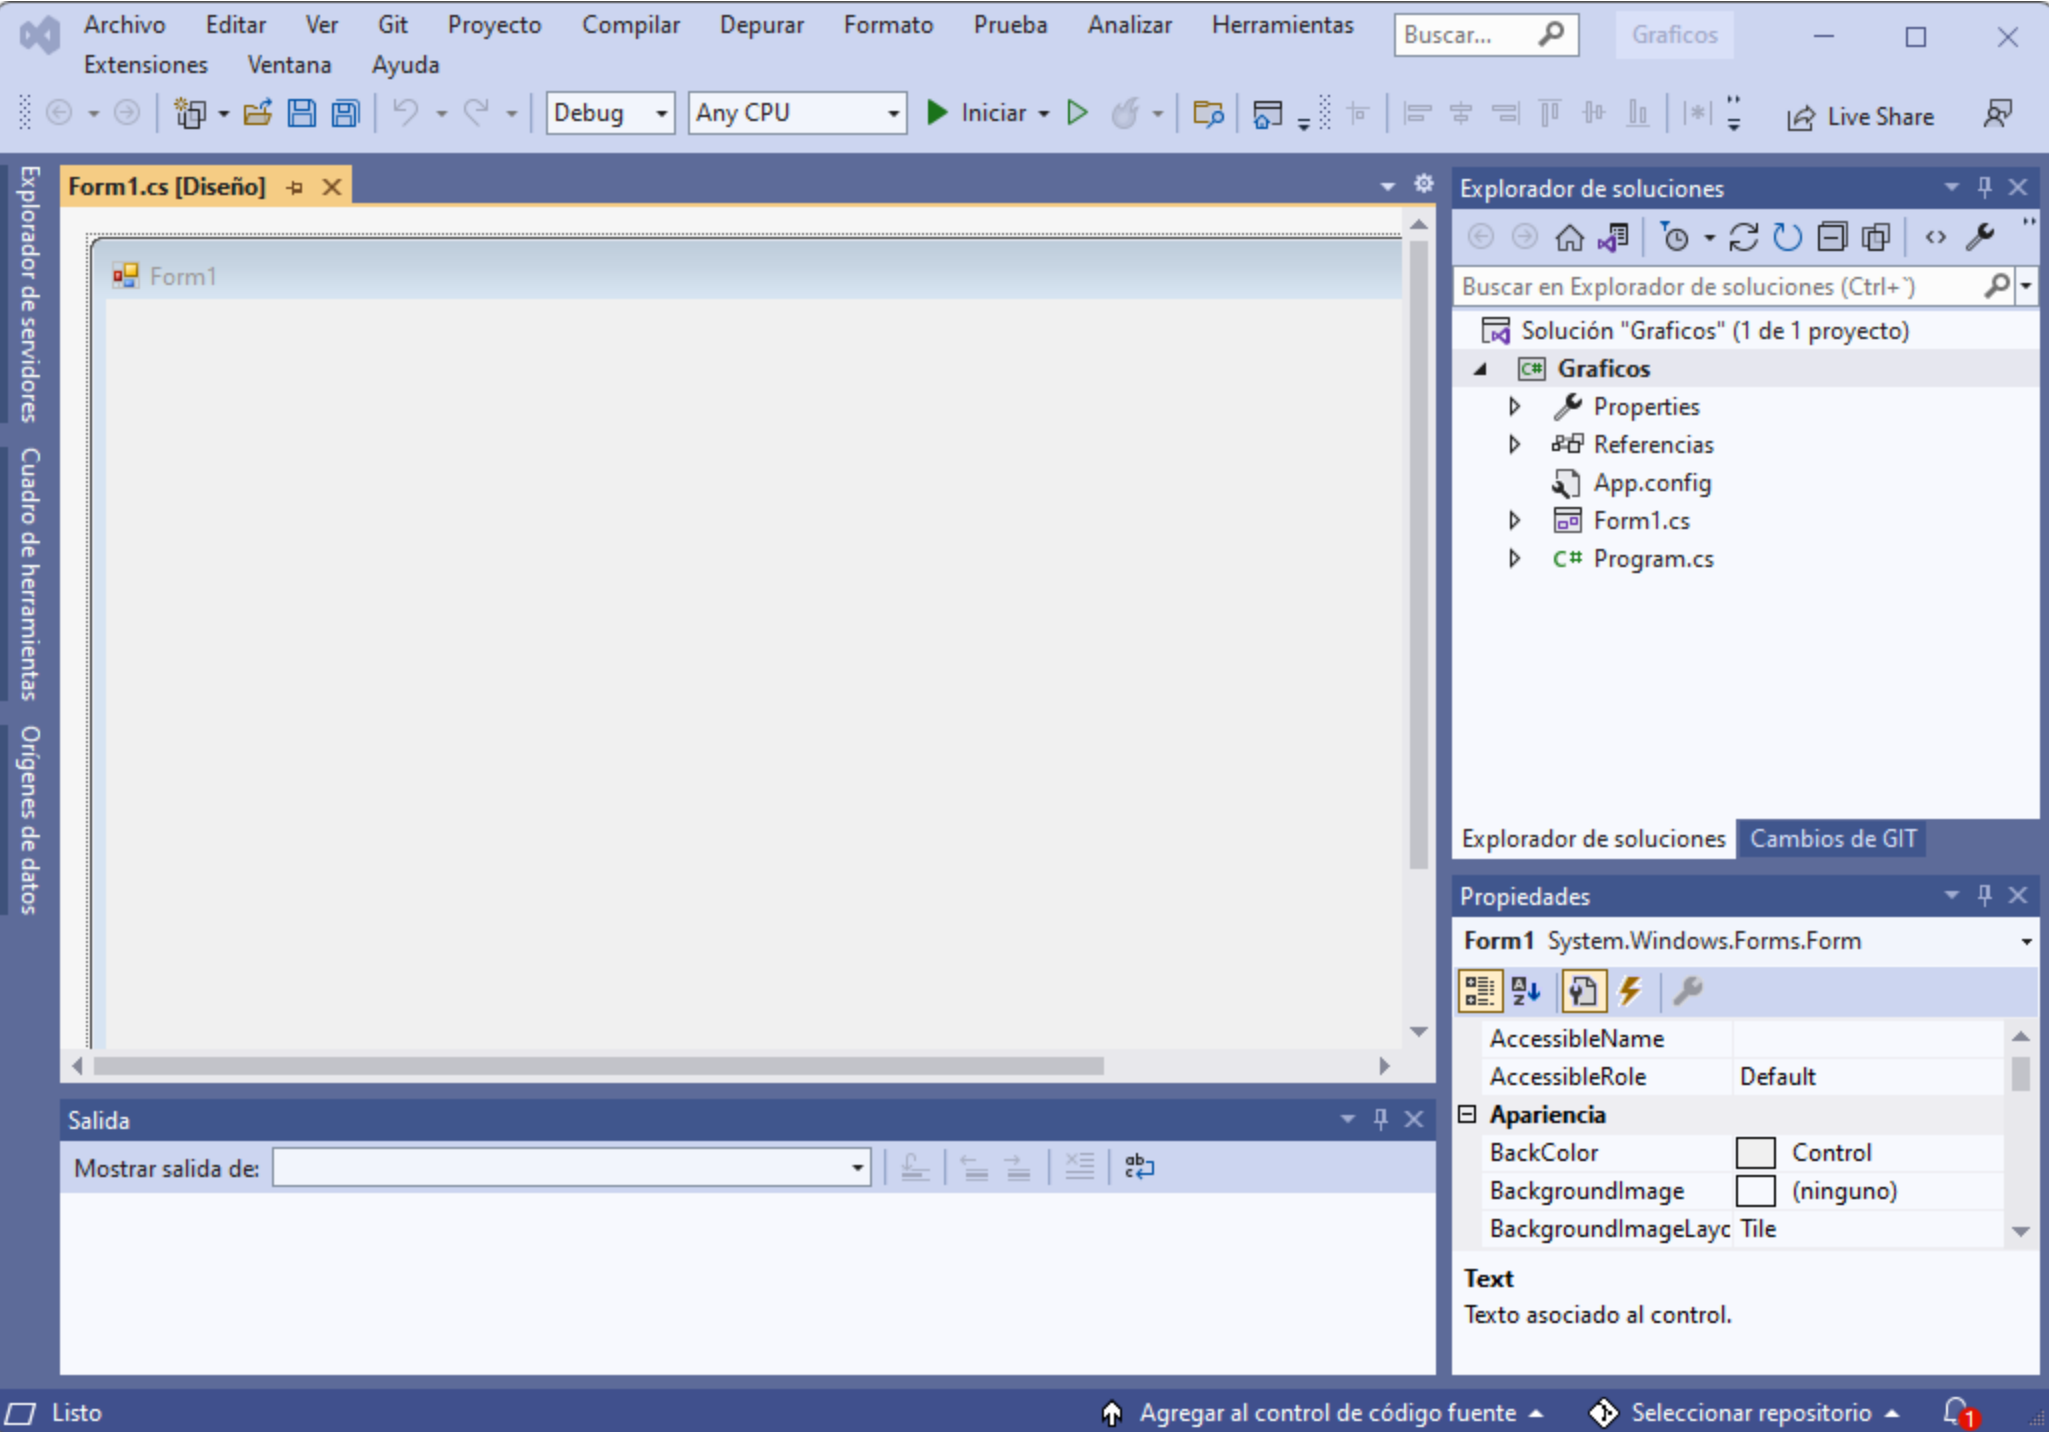 Archivo Editar Ver Git Proyecto Compilar Depurar Formato Prueba Analizar Herramientas Buscar... Graficos
Extensiones Ventana Ayuda
Debug Any CPU Iniciar Live Share
Explorador de servidores
Cuadro de herramientas
Orígenes de datos
Form1.cs [Diseño]
Form1
Salida
Mostrar salida de:
Explorador de soluciones
Buscar en Explorador de soluciones (Ctrl+`)
Solución "Graficos" (1 de 1 proyecto)
C# Graficos
Properties
Referencias
App.config
Form1.cs
C# Program.cs
Explorador de soluciones Cambios de GIT
Propiedades
Form1 System.Windows.Forms.Form
AccessibleName
AccessibleRole Default
Apariencia
BackColor Control
BackgroundImage (ninguno)
BackgroundImageLayc Tile
Text
Texto asociado al control.
Listo Agregar al control de código fuente Seleccionar repositorio 1